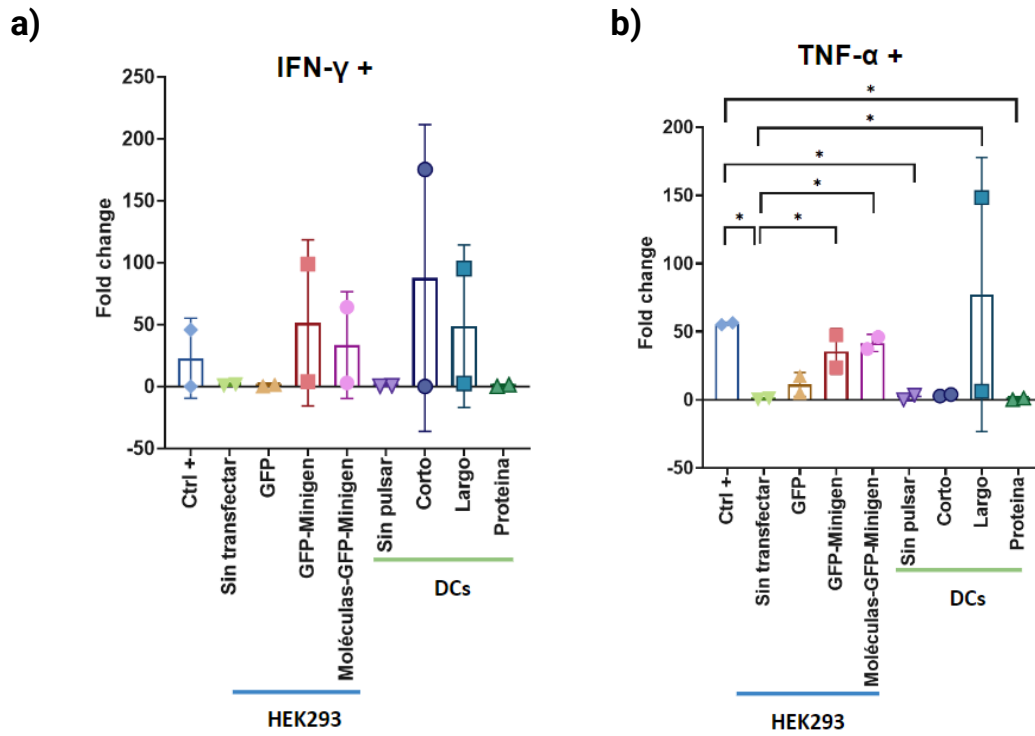 a)
IFN-γ +
Fold change
250
200
150
100
50
0
-50
Ctrl +
Sin transfectar
GFP
GFP-Minigen
Moléculas-GFP-Minigen
Sin pulsar
Corto
Largo
Proteina
HEK293
DCs
b)
TNF-α +
Fold change
200
150
100
50
0
-50
*
*
*
*
*
*
Ctrl +
Sin transfectar
GFP
GFP-Minigen
Moléculas-GFP-Minigen
Sin pulsar
Corto
Largo
Proteina
HEK293
DCs